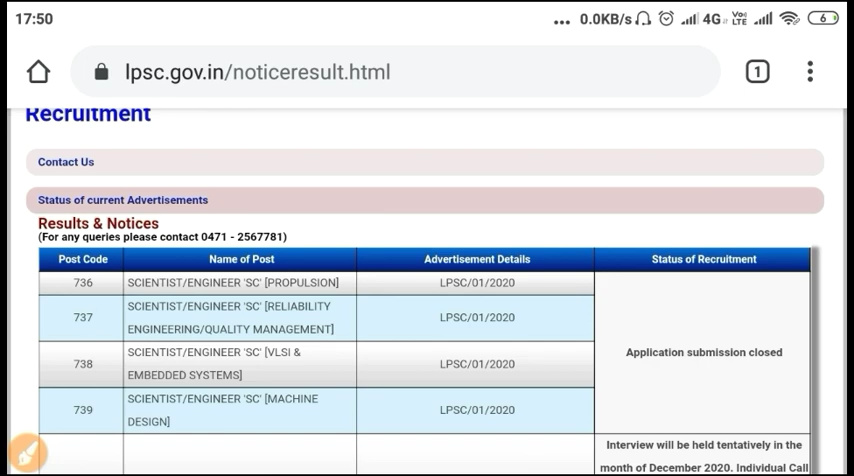 17:50
... 0.0KB/s 4G Vo) LTE 6
lpsc.gov.in/noticeresult.html
1
Recruitment
Contact Us
Status of current Advertisements
Results & Notices
(For any queries please contact 0471 - 2567781)
Post Code Name of Post Advertisement Details Status of Recruitment
736 SCIENTIST/ENGINEER 'SC' [PROPULSION] LPSC/01/2020
737 SCIENTIST/ENGINEER 'SC' [RELIABILITY
ENGINEERING/QUALITY MANAGEMENT] LPSC/01/2020
738 SCIENTIST/ENGINEER 'SC' [VLSI &
EMBEDDED SYSTEMS] LPSC/01/2020
739 SCIENTIST/ENGINEER 'SC' [MACHINE
DESIGN] LPSC/01/2020
Application submission closed
Interview will be held tentatively in the
month of December 2020. Individual Call